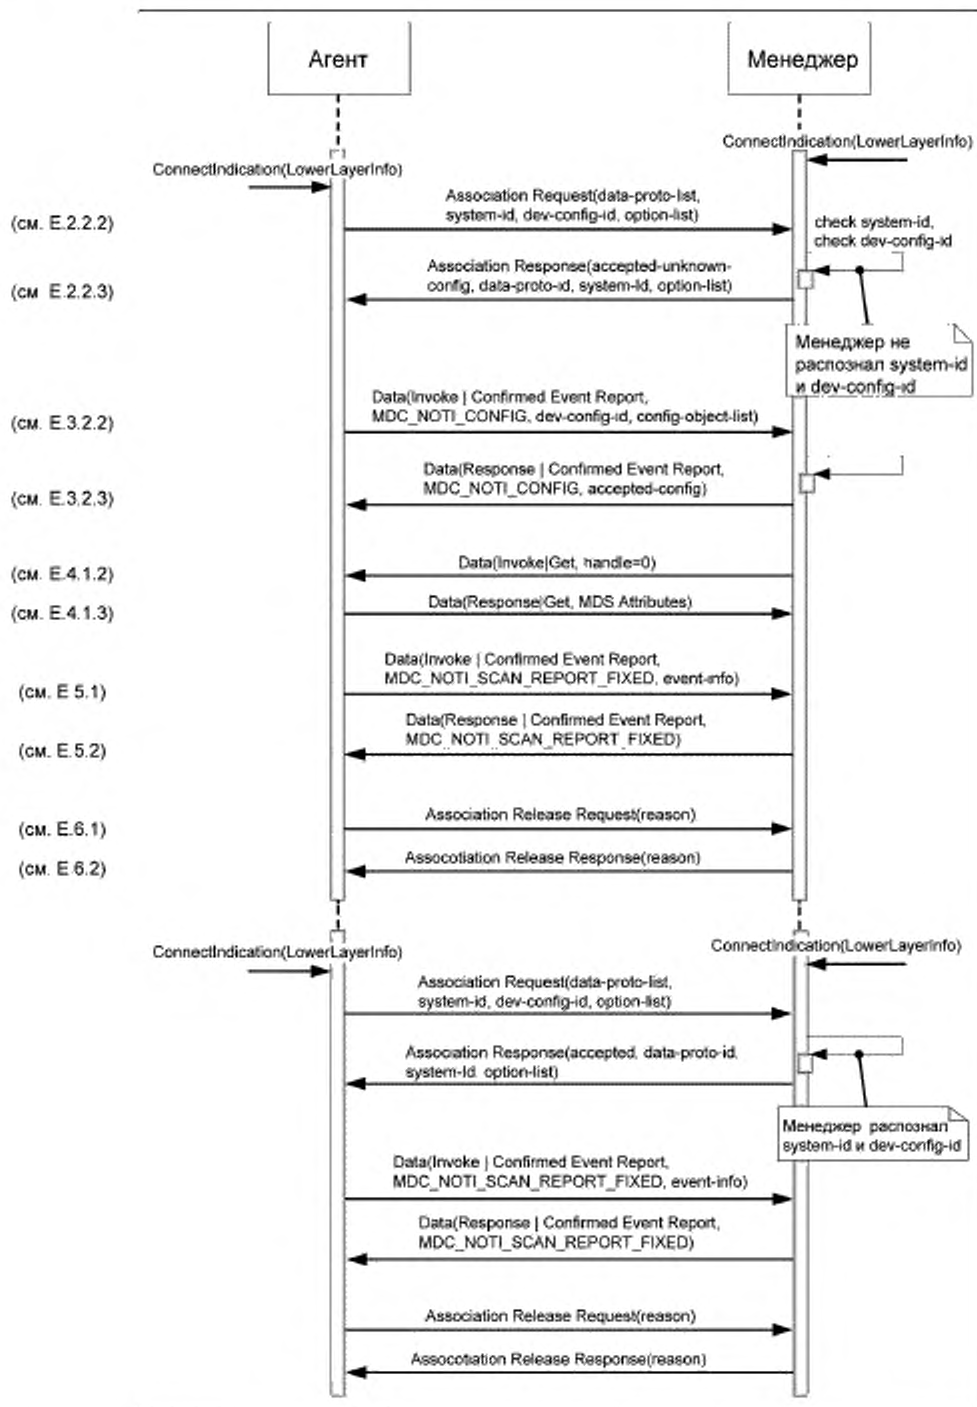 Агент
Менеджер
ConnectIndication(LowerLayerInfo)
ConnectIndication(LowerLayerInfo)
(см. Е.2.2.2)
Association Request(data-proto-list,
system-id, dev-config-id, option-list)
check system-id,
check dev-config-id
(см Е.2.2.3)
Association Response(accepted-unknown-
config, data-proto-id, system-Id, option-list)
Менеджер не
распознал system-id
и dev-config-id
(см. Е.3.2.2)
Data(Invoke | Confirmed Event Report,
MDC_NOTI_CONFIG, dev-config-id, config-object-list)
(см. Е.3.2.3)
Data(Response | Confirmed Event Report,
MDC_NOTI_CONFIG, accepted-config)
(см. Е.4.1.2)
Data(Invoke|Get, handle=0)
(см. Е.4.1.3)
Data(Response|Get, MDS Attributes)
(см. Е 5.1)
Data(Invoke | Confirmed Event Report,
MDC_NOTI_SCAN_REPORT_FIXED, event-info)
(см. Е.5.2)
Data(Response | Confirmed Event Report,
MDC_NOTI_SCAN_REPORT_FIXED)
(см. Е.6.1)
Association Release Request(reason)
(см. Е 6.2)
Assocotiation Release Response(reason)
ConnectIndication(LowerLayerInfo)
ConnectIndication(LowerLayerInfo)
Association Request(data-proto-list,
system-id, dev-config-id, option-list)
Association Response(accepted, data-proto-id,
system-Id, option-list)
Менеджер распознал
system-id и dev-config-id
Data(Invoke | Confirmed Event Report,
MDC_NOTI_SCAN_REPORT_FIXED, event-info)
Data(Response | Confirmed Event Report,
MDC_NOTI_SCAN_REPORT_FIXED)
Association Release Request(reason)
Assocotiation Release Response(reason)